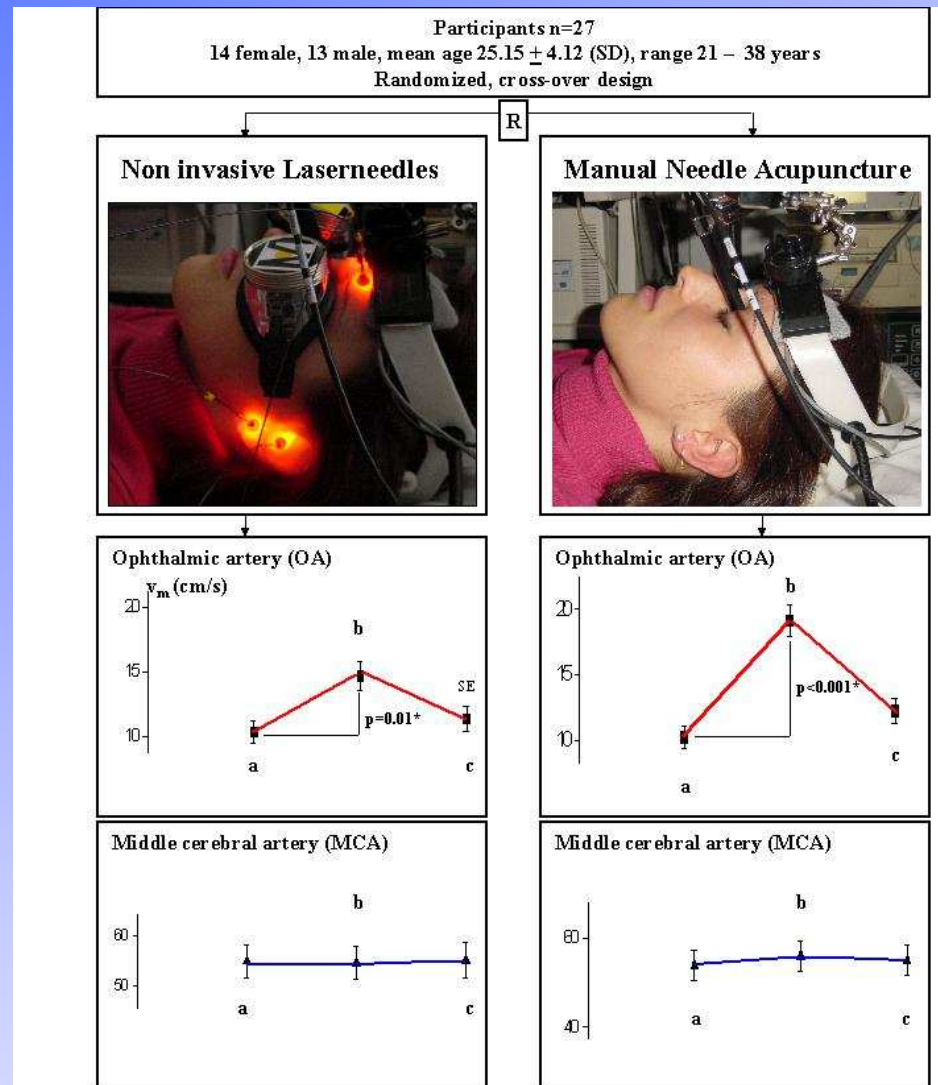 Participants n=27
14 female, 13 male, mean age 25.15 ± 4.12 (SD), range 21 – 38 years
Randomized, cross-over design
R
Non invasive Laserneedles
Manual Needle Acupuncture
Ophthalmic artery (OA)
vm (cm/s)
20
15
10
a
b
c
SE
p=0.01*
Ophthalmic artery (OA)
20
15
10
a
b
c
p<0.001*
Middle cerebral artery (MCA)
60
50
a
b
c
Middle cerebral artery (MCA)
60
40
a
b
c